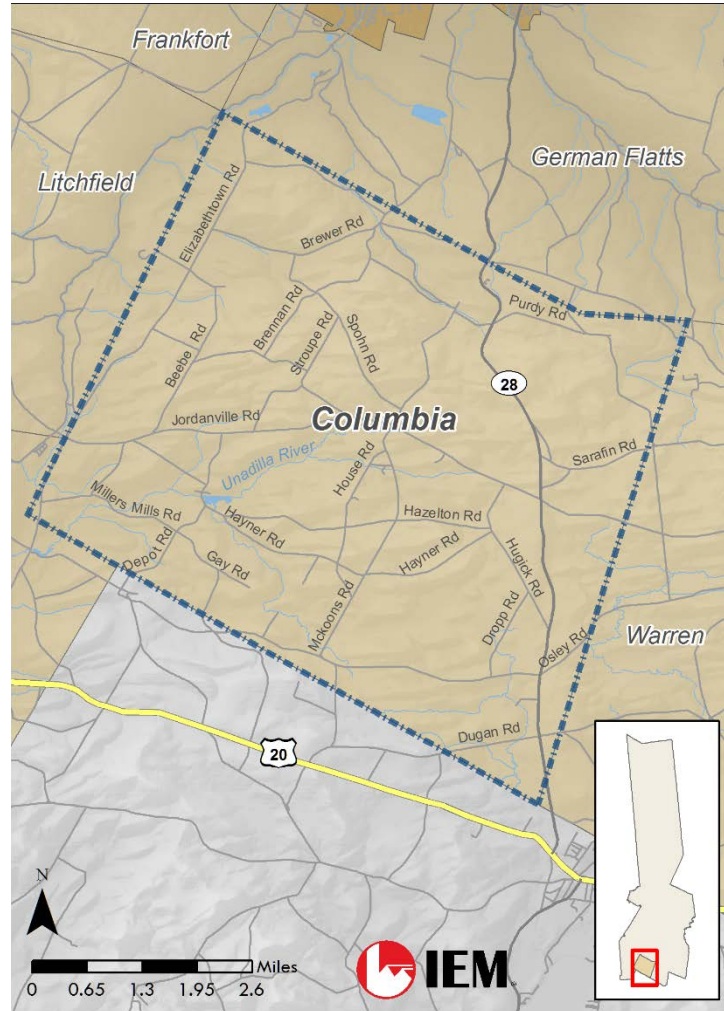 Frankfort
German Flatts
Litchfield
Elizabethtown Rd
Brewer Rd
Purdy Rd
Brennan Rd
Stroupe Rd
Spohn Rd
Beebe Rd
28
Jordanville Rd
Columbia
Unadilla River
House Rd
Sarafin Rd
Millers Mills Rd
Hayner Rd
Hazelton Rd
Depot Rd
Gay Rd
Hayner Rd
Hugick Rd
Mckoons Rd
Dropp Rd
Osley Rd
Warren
Dugan Rd
20
N
Miles
0 0.65 1.3 1.95 2.6
IEM